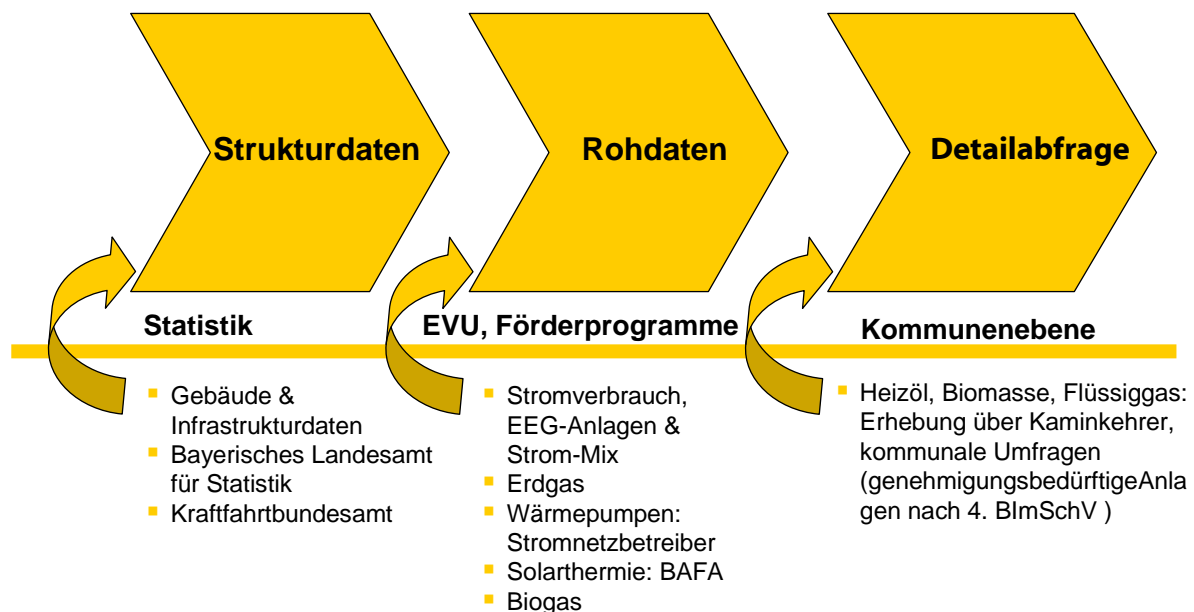 Strukturdaten
Rohdaten
Detailabfrage
Statistik
EVU, Förderprogramme
Kommunenebene
Gebäude &
Infrastrukturdaten
Bayerisches Landesamt
für Statistik
Kraftfahrtbundesamt
Stromverbrauch,
EEG-Anlagen &
Strom-Mix
Erdgas
Wärmepumpen:
Stromnetzbetreiber
Solarthermie: BAFA
Biogas
Heizöl, Biomasse, Flüssiggas:
Erhebung über Kaminkehrer,
kommunale Umfragen
(genehmigungsbedürftigeAnla
gen nach 4. BImSchV )